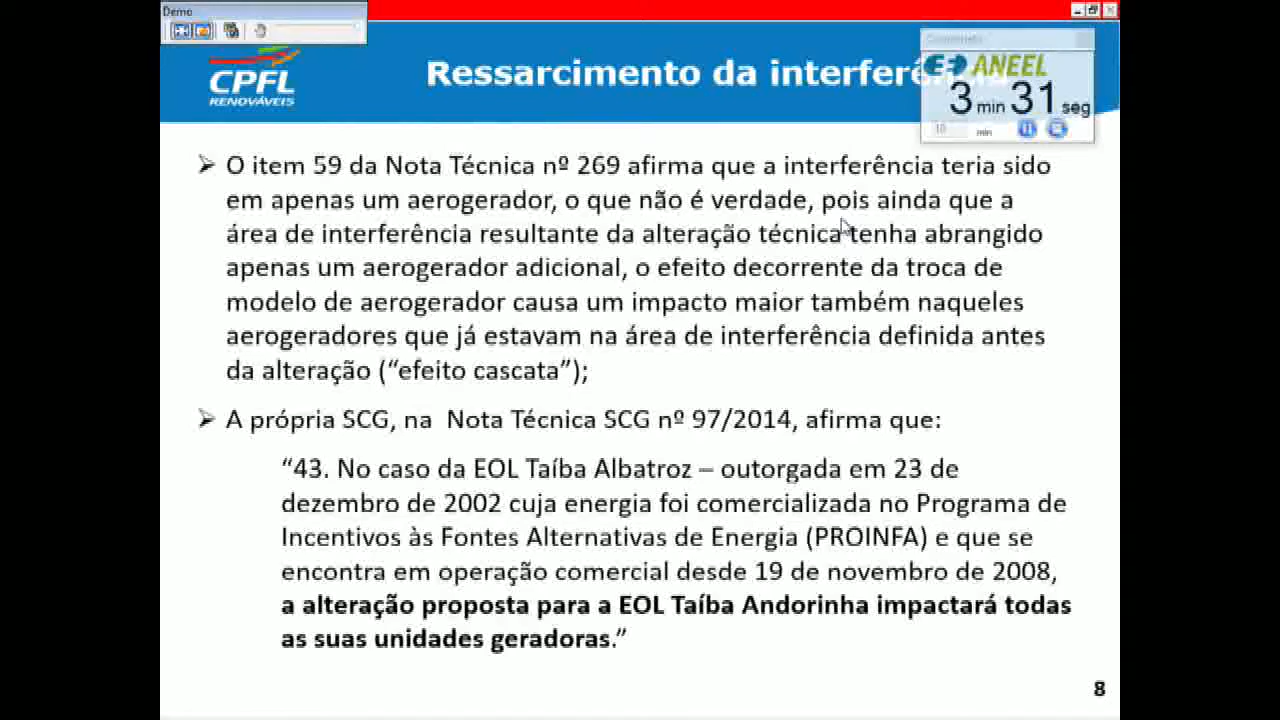 Demo
CPFL
RENOVÁVEIS
Ressarcimento da
ANEEL
3 min 31 seg
10 min
O item 59 da Nota Técnica nº 269 afirma que a interferência teria sido
em apenas um aerogerador, o que não é verdade, pois ainda que a
área de interferência resultante da alteração técnica tenha abrangido
apenas um aerogerador adicional, o efeito decorrente da troca de
modelo de aerogerador causa um impacto maior também naqueles
aerogeradores que já estavam na área de interferência definida antes
da alteração (“efeito cascata”);
A própria SCG, na Nota Técnica SCG nº 97/2014, afirma que:
“43. No caso da EOL Taíba Albatroz – outorgada em 23 de
dezembro de 2002 cuja energia foi comercializada no Programa de
Incentivos às Fontes Alternativas de Energia (PROINFA) e que se
encontra em operação comercial desde 19 de novembro de 2008,
a alteração proposta para a EOL Taíba Andorinha impactará todas
as suas unidades geradoras.”
8